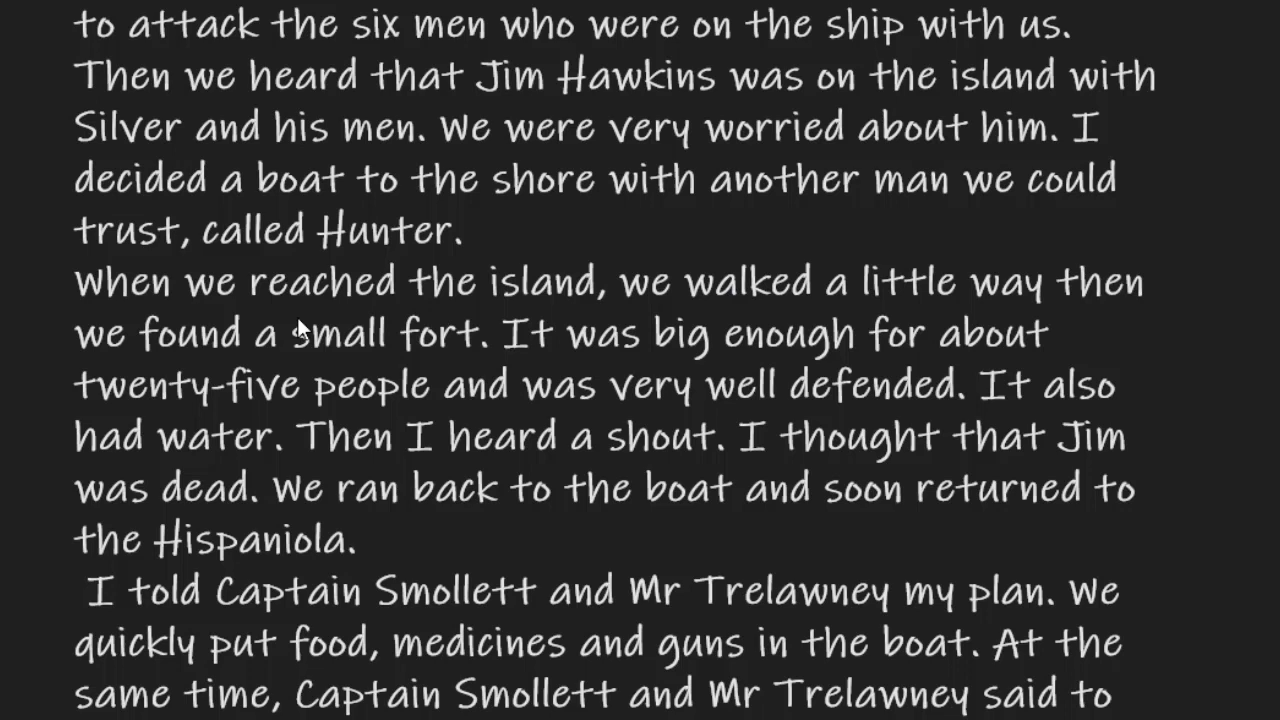 to attack the six men who were on the ship with us.
Then we heard that Jim Hawkins was on the island with
Silver and his men. We were very worried about him. I
decided a boat to the shore with another man we could
trust, called Hunter.
When we reached the island, we walked a little way then
we found a small fort. It was big enough for about
twenty-five people and was very well defended. It also
had water. Then I heard a shout. I thought that Jim
was dead. We ran back to the boat and soon returned to
the Hispaniola.
I told Captain Smollett and Mr Trelawney my plan. We
quickly put food, medicines and guns in the boat. At the
same time, Captain Smollett and Mr Trelawney said to